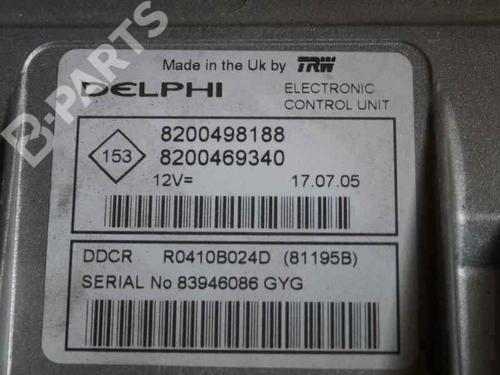 B-PARTS
Made in the Uk by TRW
DELPHI ELECTRONIC CONTROL UNIT
153
8200498188
8200469340
12V= 17.07.05
DDCR R0410B024D (81195B)
SERIAL No 83946086 GYG